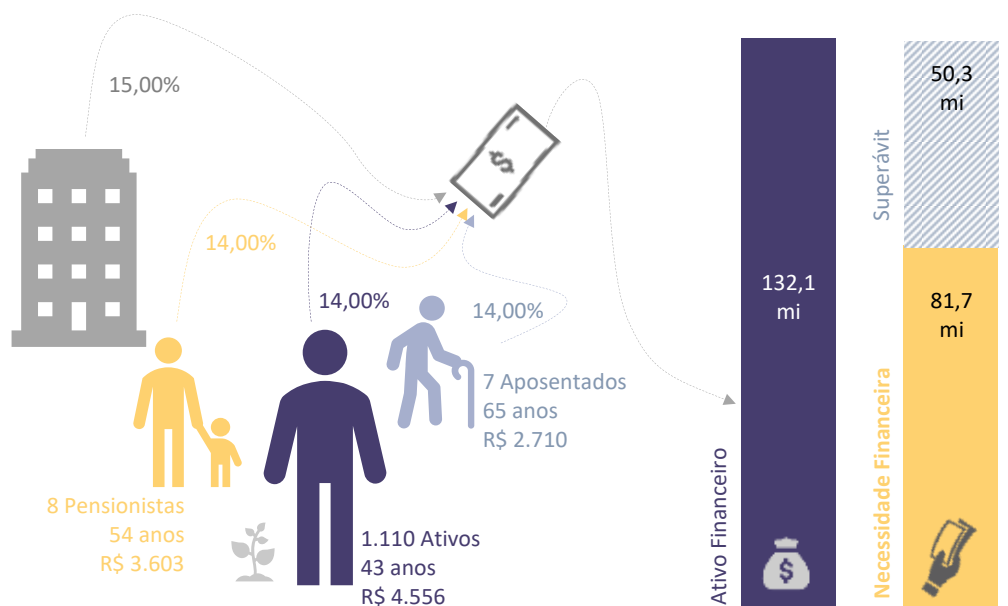 15,00%
14,00%
14,00%
14,00%
7 Aposentados
65 anos
R$ 2.710
8 Pensionistas
54 anos
R$ 3.603
1.110 Ativos
43 anos
R$ 4.556
Ativo Financeiro
132,1
mi
$
Superávit
50,3
mi
Necessidade Financeira
81,7
mi
$